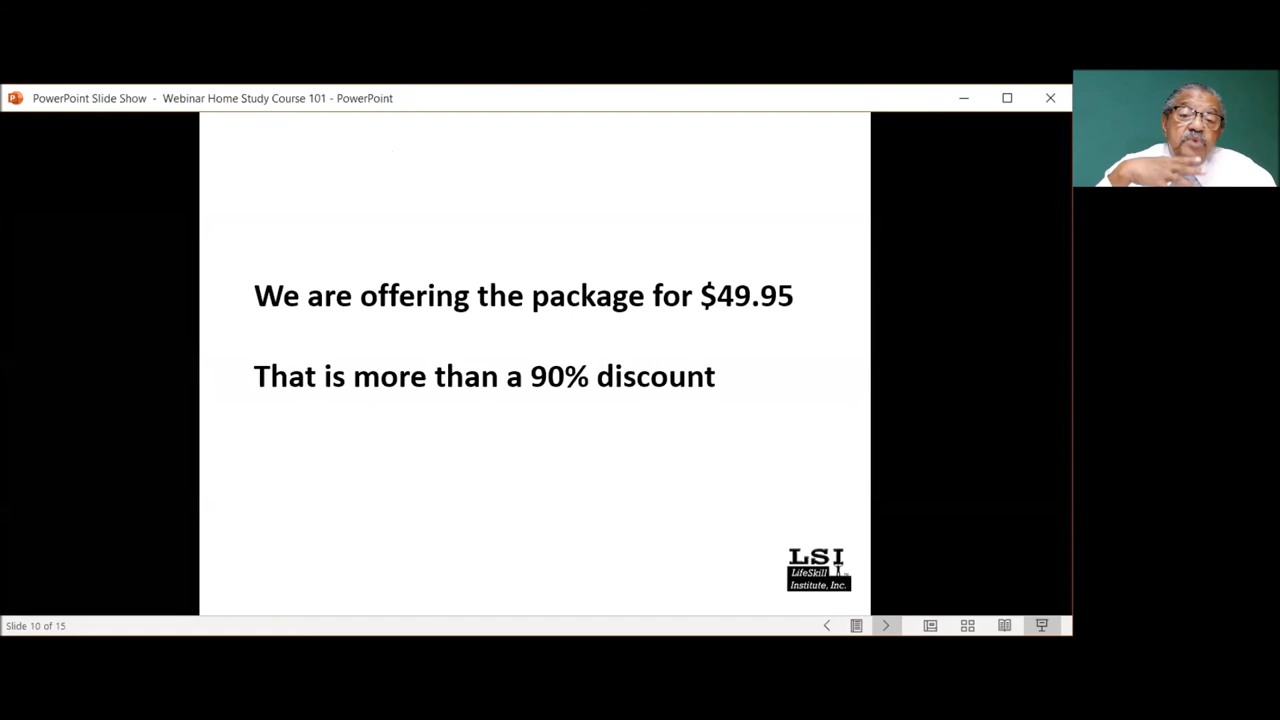 PowerPoint Slide Show - Webinar Home Study Course 101 - PowerPoint
We are offering the package for $49.95
That is more than a 90% discount
LSI
LifeSkill
Institute, Inc.
Slide 10 of 15